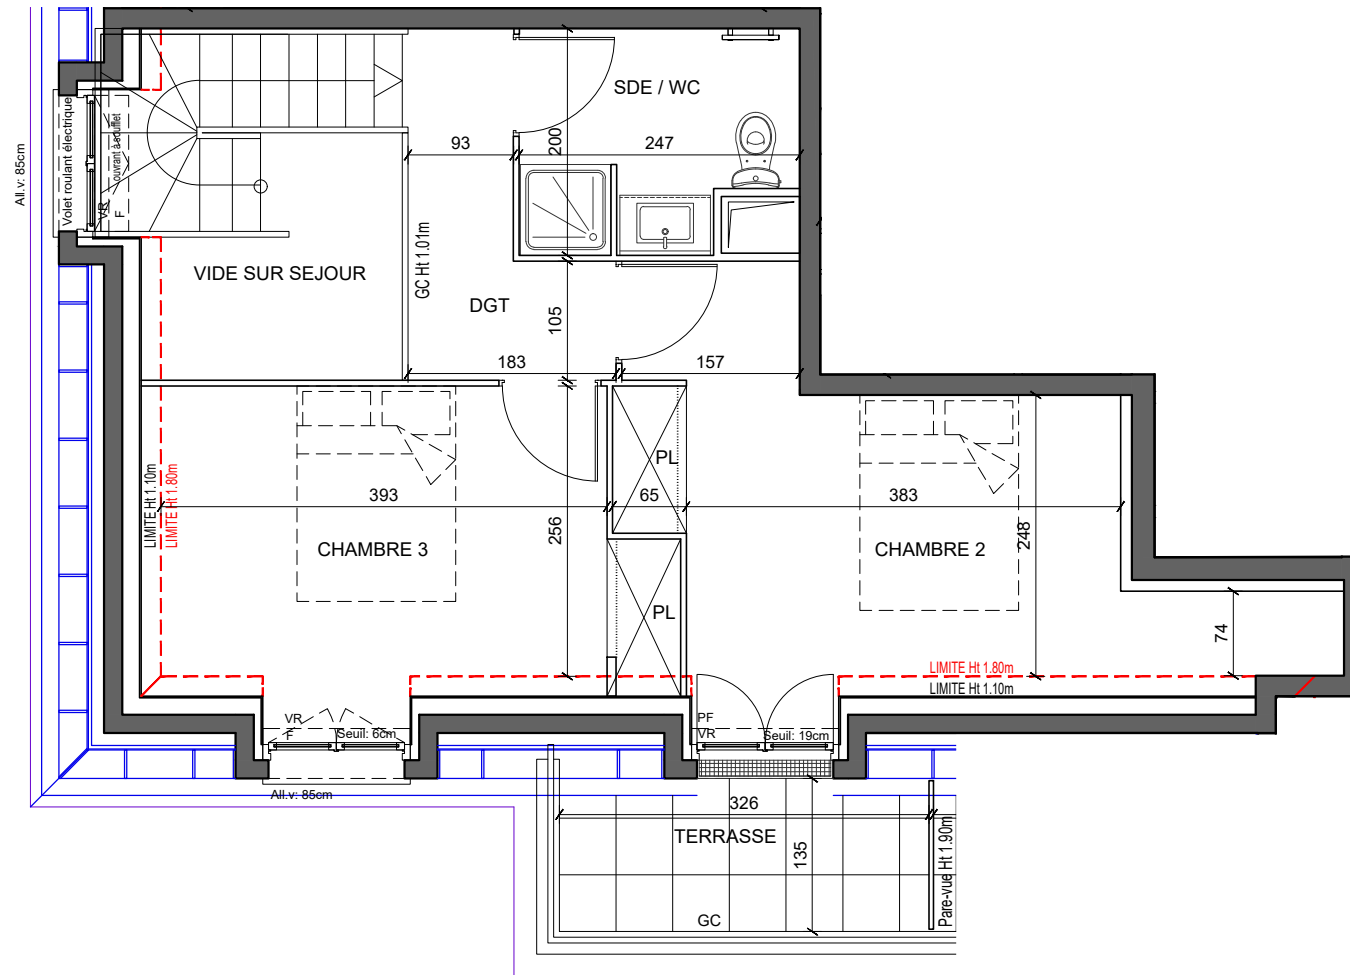 SDE / WC
93
200
247
All.v: 85cm
Volet roulant électrique
ouvrant à soufflet
VR
F
GC Ht 1.01m
VIDE SUR SEJOUR
DGT
105
183
157
LIMITE Ht 1.10m
LIMITE Ht 1.80m
393
65
PL
383
256
248
CHAMBRE 3
CHAMBRE 2
PL
74
LIMITE Ht 1.80m
LIMITE Ht 1.10m
VR
F
Seuil: 6cm
PF
VR
Seuil: 19cm
All.v: 85cm
326
TERRASSE
135
Pare-vue Ht 1.90m
GC